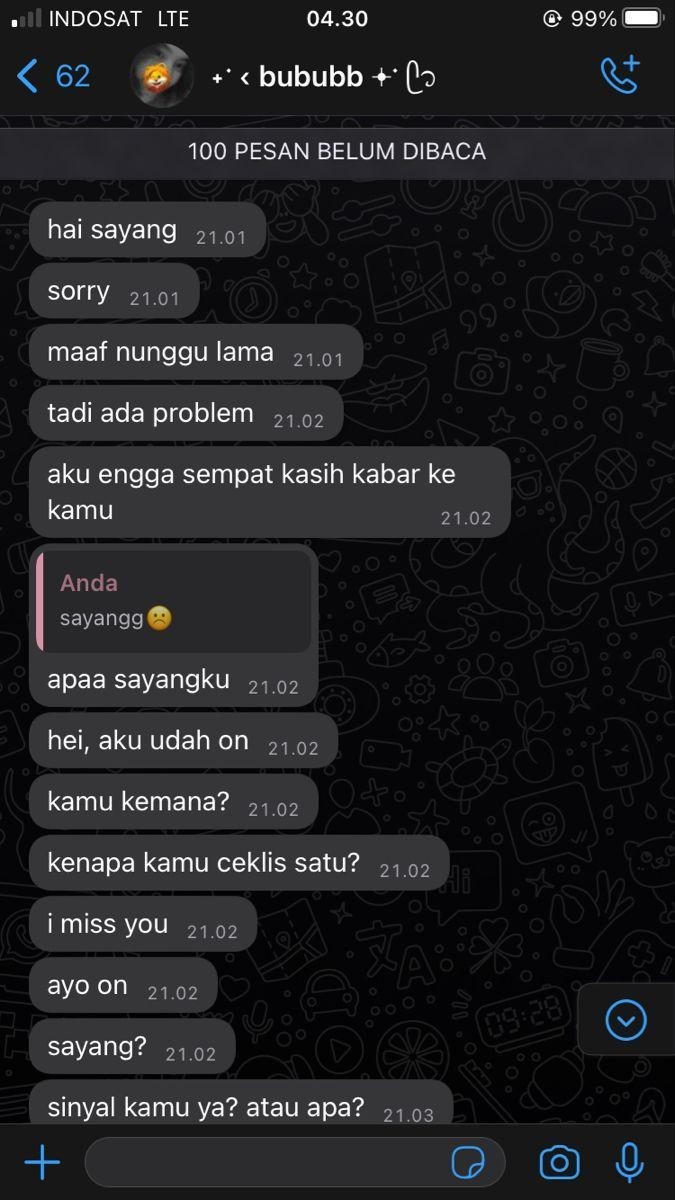 INDOSAT LTE 04.30 99%
62 ‹ bububb
100 PESAN BELUM DIBACA
hai sayang 21.01
sorry 21.01
maaf nunggu lama 21.01
tadi ada problem 21.02
aku engga sempat kasih kabar ke
kamu 21.02
Anda
sayangg☹️
apaa sayangku 21.02
hei, aku udah on 21.02
kamu kemana? 21.02
kenapa kamu ceklis satu? 21.02
i miss you 21.02
ayo on 21.02
sayang? 21.02
sinyal kamu ya? atau apa? 21.03